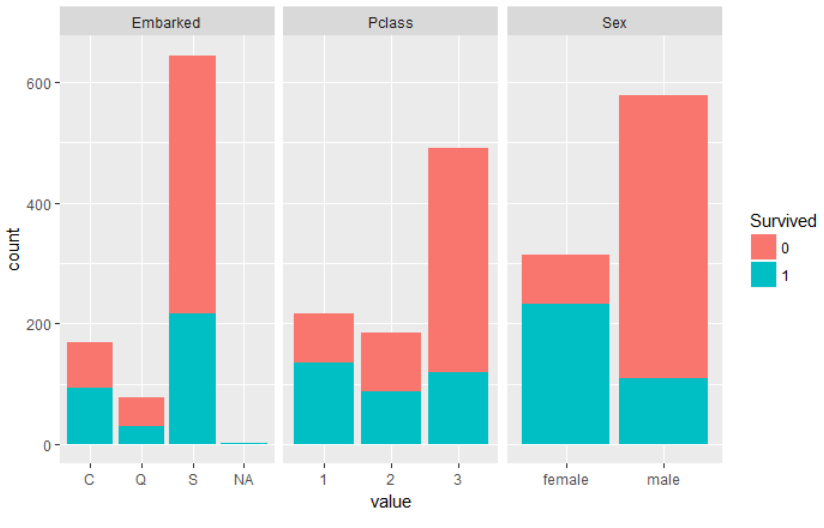 Embarked Pclass Sex
600
400
200
0
count
C Q S NA 1 2 3 female male
value
Survived
0
1